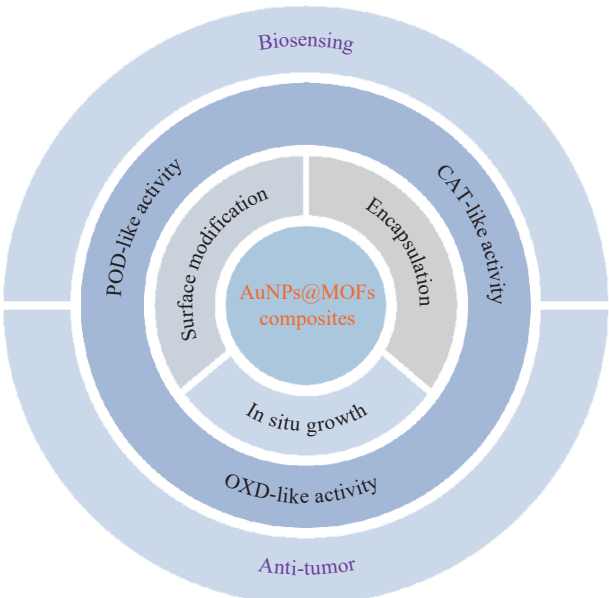 Biosensing
POD-like activity
CAT-like activity
Surface modification
Encapsulation
AuNPs@MOFs
composites
In situ growth
OXD-like activity
Anti-tumor